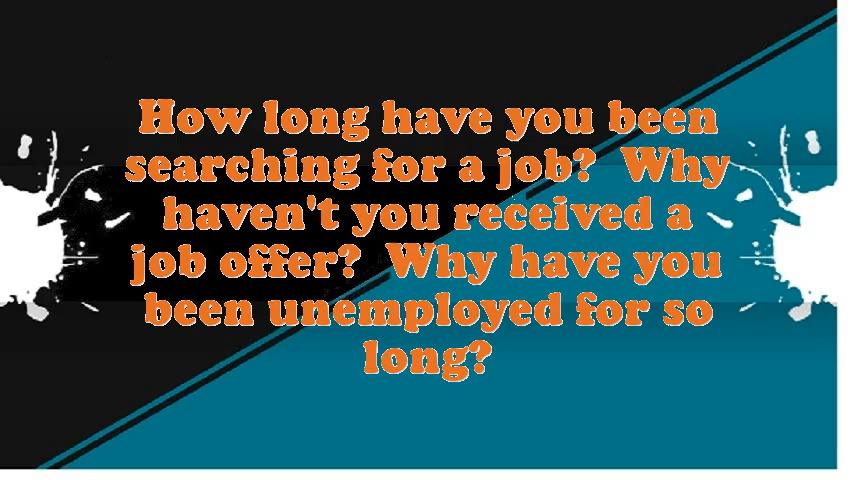 How long have you been
searching for a job?  Why
haven't you received a
job offer?  Why have you
been unemployed for so
long?